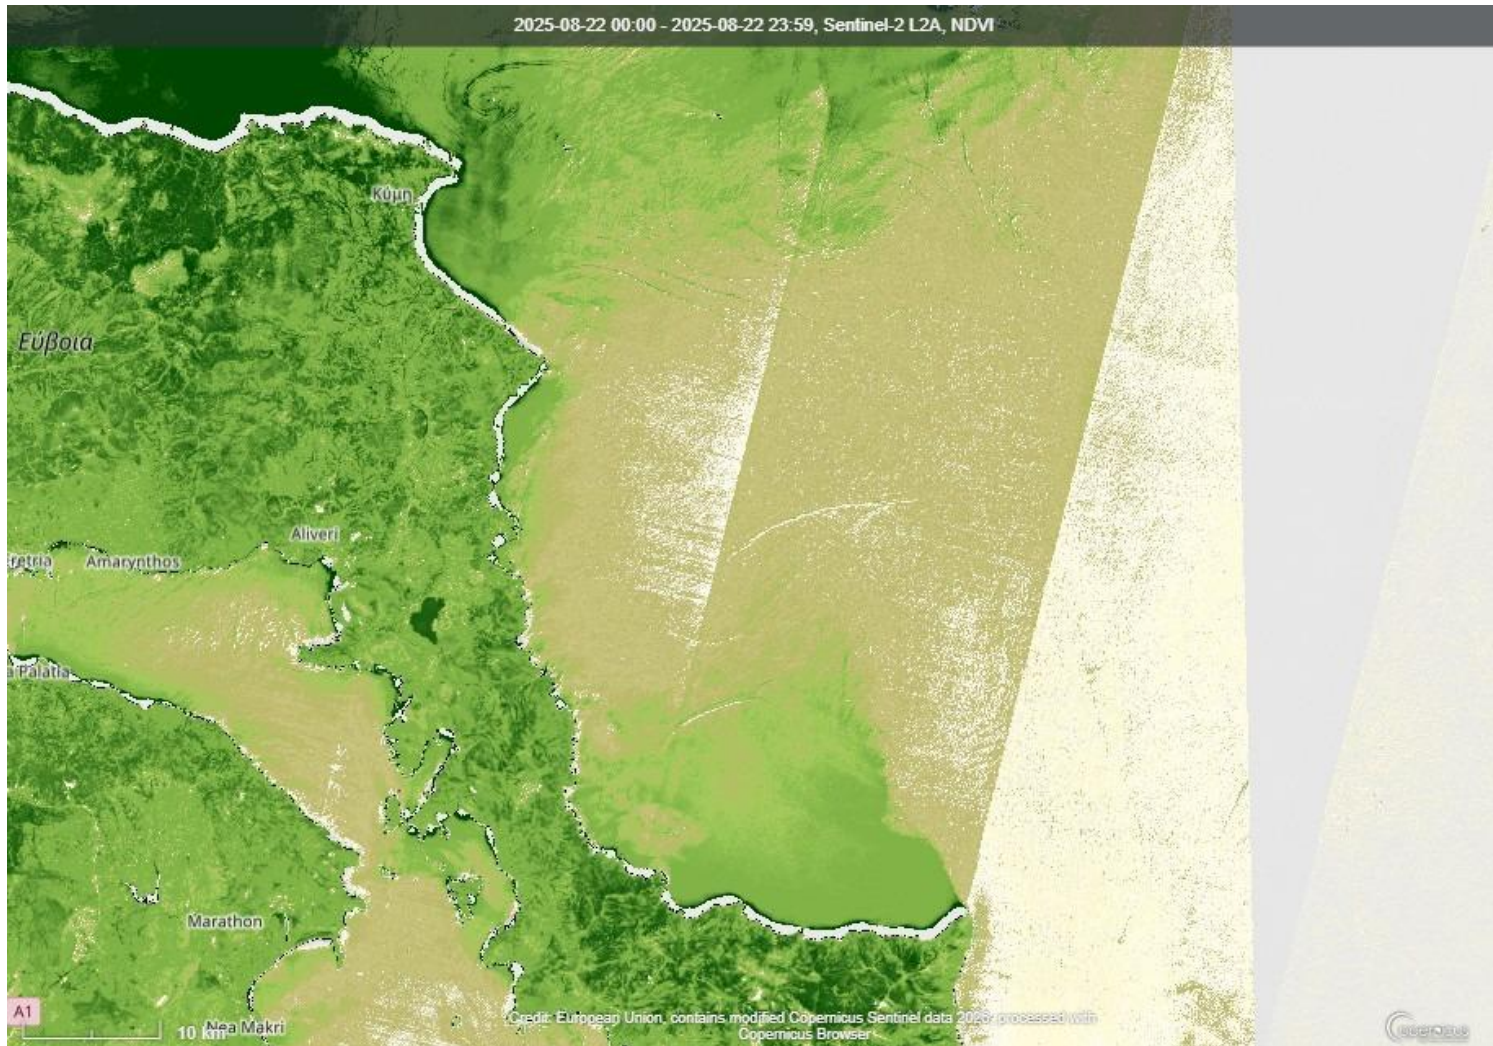 2025-08-22 00:00 - 2025-08-22 23:59, Sentinel-2 L2A, NDVI
Κύμη
Εύβοια
Aliveri
retria
Amarynthos
a Palatia
Marathon
A1
10 km
Nea Makri
Credit: European Union, contains modified Copernicus Sentinel data 2025, processed with
Copernicus Browser
opernicus